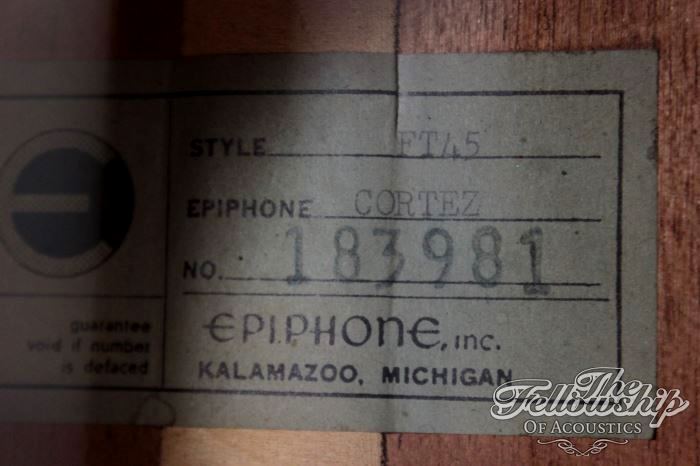 STYLE FT45
EPIPHONE CORTEZ
NO. 183981
EPIPHONE, INC.
KALAMAZOO, MICHIGAN
guarantee
void if number
is defaced
The
Fellowship
OF ACOUSTICS